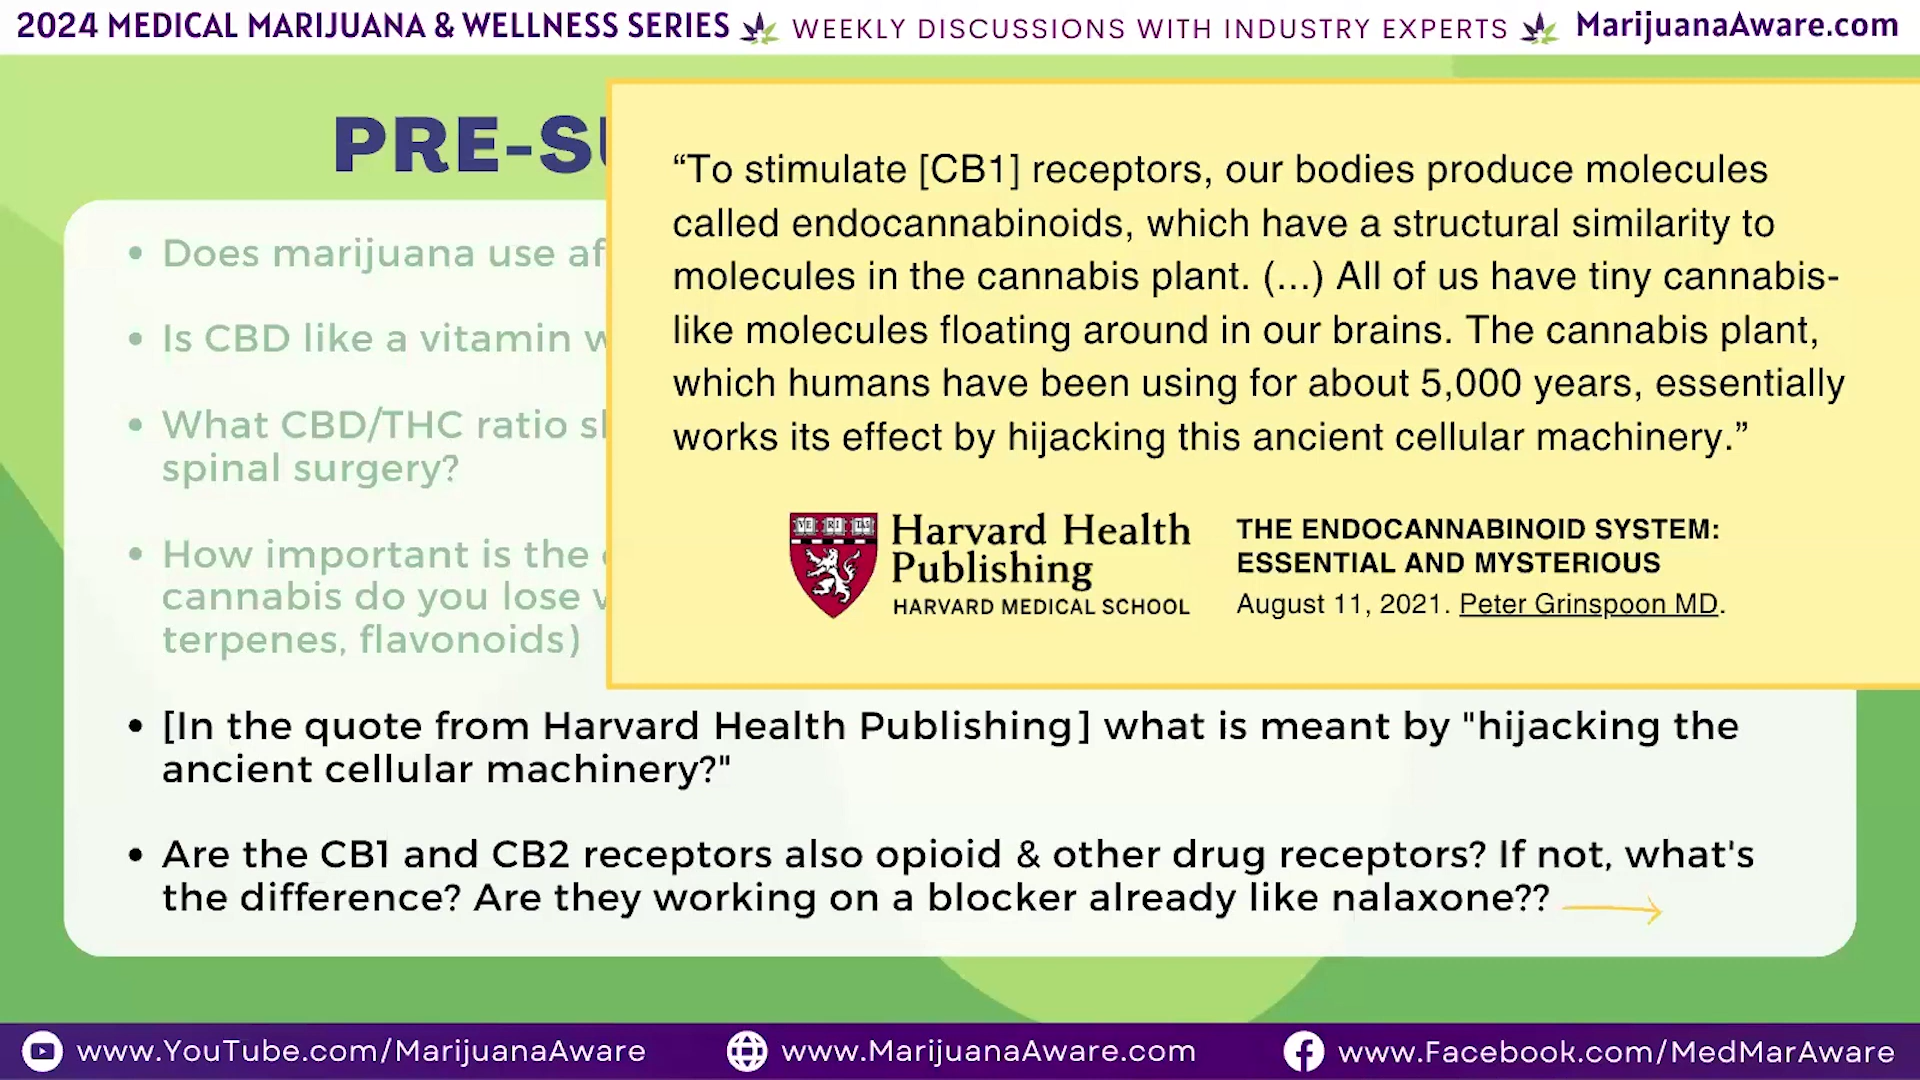 2024 MEDICAL MARIJUANA & WELLNESS SERIES WEEKLY DISCUSSIONS WITH INDUSTRY EXPERTS MarijuanaAware.com
PRE-SU
• Does marijuana use af
• Is CBD like a vitamin w
• What CBD/THC ratio sh
spinal surgery?
• How important is the
cannabis do you lose
terpenes, flavonoids)
“To stimulate [CB1] receptors, our bodies produce molecules
called endocannabinoids, which have a structural similarity to
molecules in the cannabis plant. (...) All of us have tiny cannabis-
like molecules floating around in our brains. The cannabis plant,
which humans have been using for about 5,000 years, essentially
works its effect by hijacking this ancient cellular machinery.”
VE RI TAS
Harvard Health
Publishing
HARVARD MEDICAL SCHOOL
THE ENDOCANNABINOID SYSTEM:
ESSENTIAL AND MYSTERIOUS
August 11, 2021. Peter Grinspoon MD.
• [In the quote from Harvard Health Publishing] what is meant by "hijacking the
ancient cellular machinery?"
• Are the CB1 and CB2 receptors also opioid & other drug receptors? If not, what's
the difference? Are they working on a blocker already like nalaxone??
www.YouTube.com/MarijuanaAware www.MarijuanaAware.com www.Facebook.com/MedMarAware